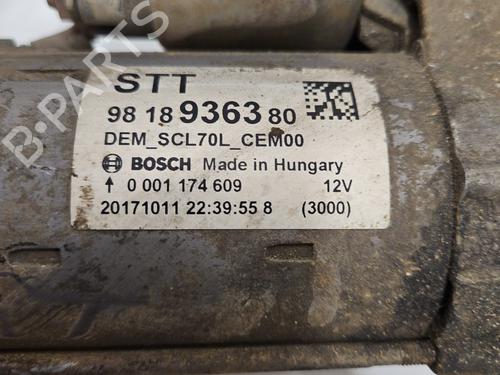 B-PARTS
STT
98 18 9363 80
DEM_SCL70L_CEM00
BOSCH Made in Hungary
↑ 0 001 174 609 12V
20171011 22:39:55 8 (3000)